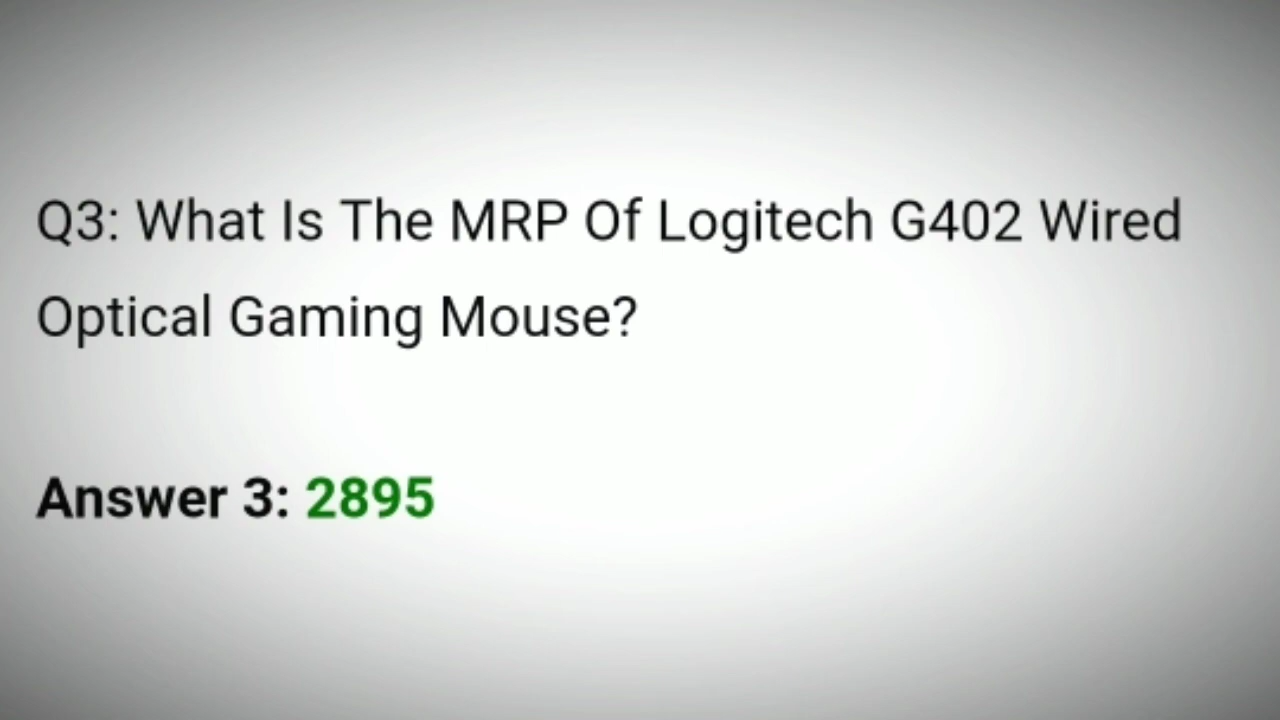 Q3: What Is The MRP Of Logitech G402 Wired
Optical Gaming Mouse?
Answer 3: 2895